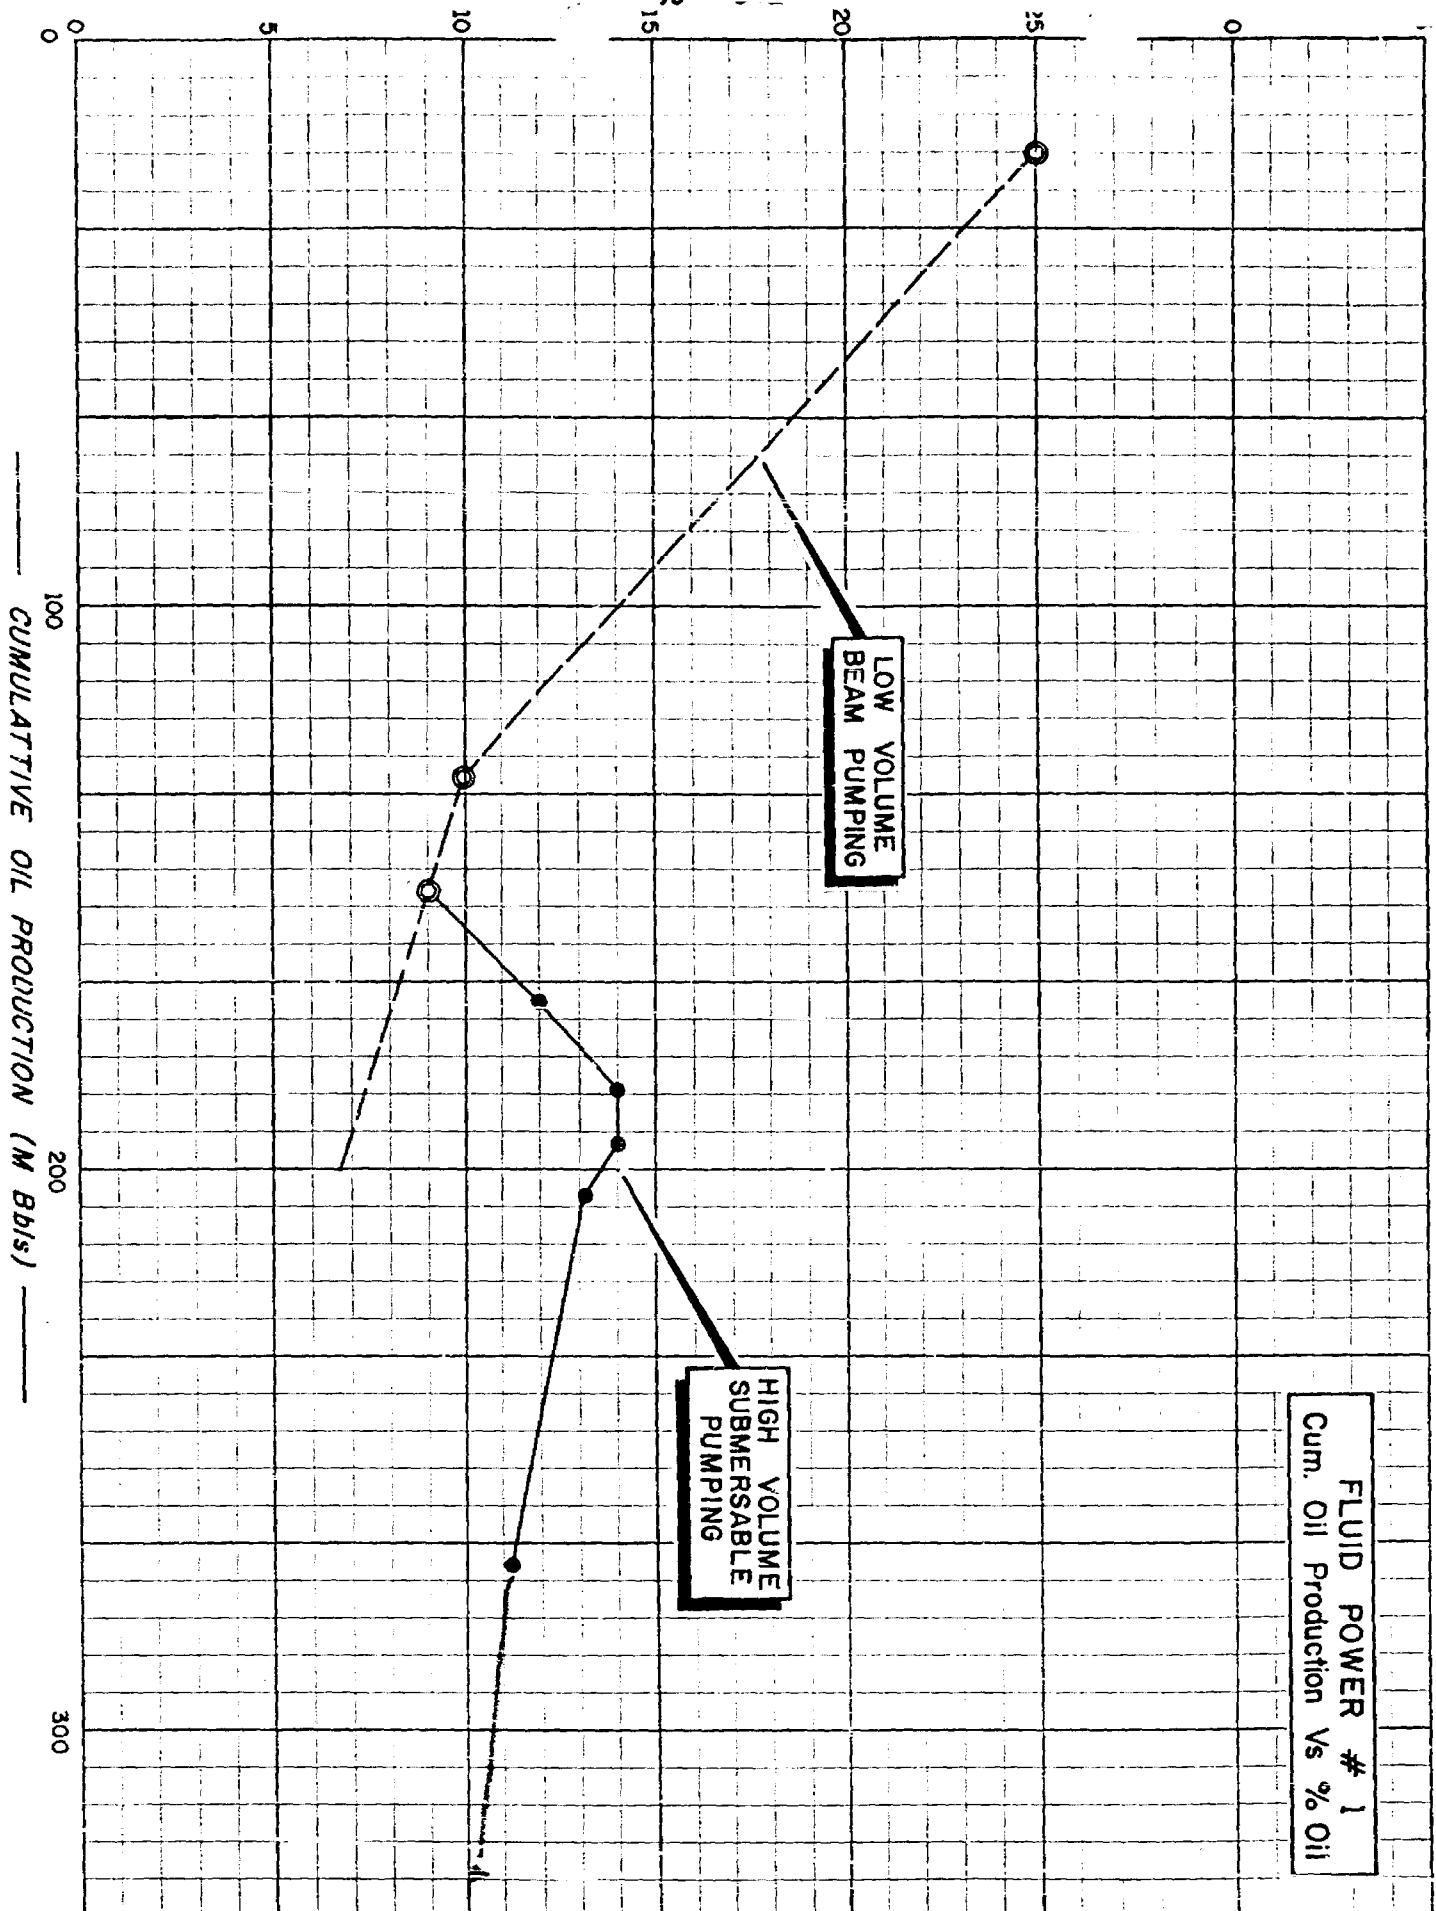 FLUID POWER # 1
Cum. Oil Production Vs % Oil
LOW VOLUME
BEAM PUMPING
HIGH VOLUME
SUBMERSABLE
PUMPING
0
25
20
15
10
5
0
100
200
300
CUMULATTIVE OIL PRODUCTION (M Bbls)